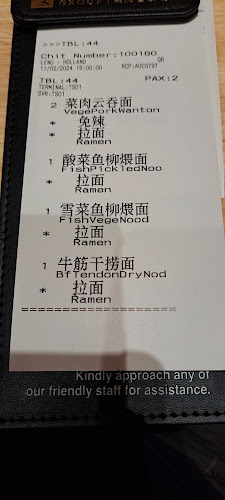 >>>TBL:44
Chit Number:100180
QR
LENU - HOLLAND
11/02/2024 19:00:00 RCP:A003797
TBL:44 PAX:2
TERMINAL:TS01
SVR:TS01
2 菜肉云吞面
VegePorkWanton
* 免辣
* 拉面
Ramen
1 酸菜鱼柳煨面
FishPickledNoo
* 拉面
Ramen
1 雪菜鱼柳煨面
FishVegeNood
* 拉面
Ramen
1 牛筋干捞面
BfTendonDryNod
* 拉面
Ramen
Kindly approach any of
our friendly staff for assistance.